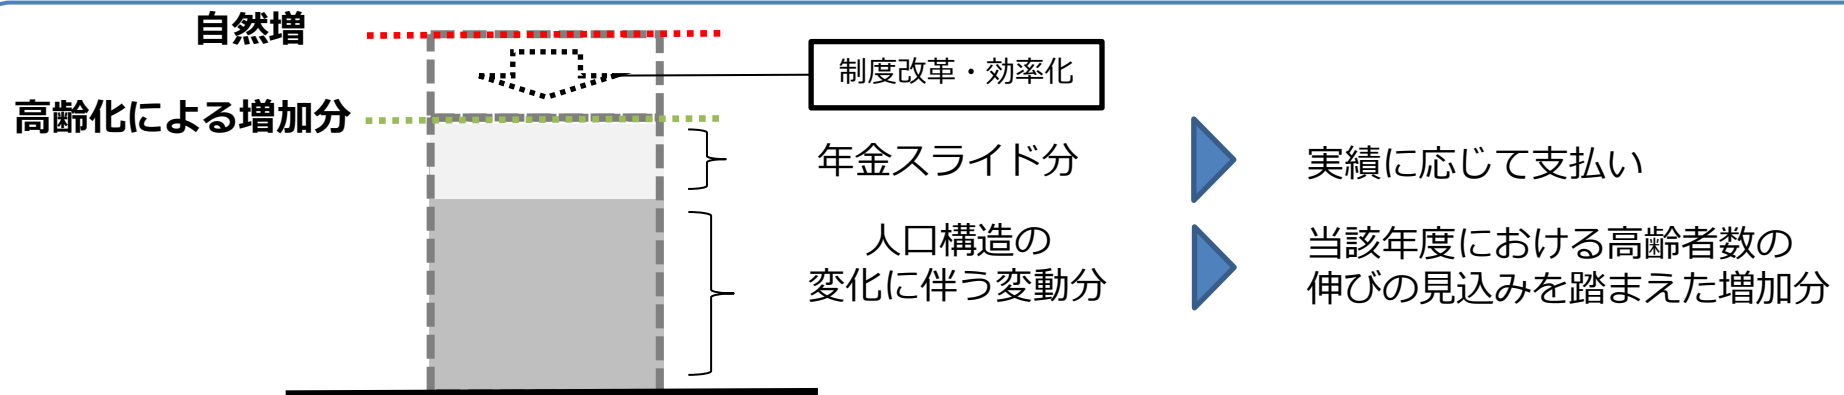 自然増
制度改革・効率化
高齢化による増加分
年金スライド分
実績に応じて支払い
人口構造の
変化に伴う変動分
当該年度における高齢者数の
伸びの見込みを踏まえた増加分